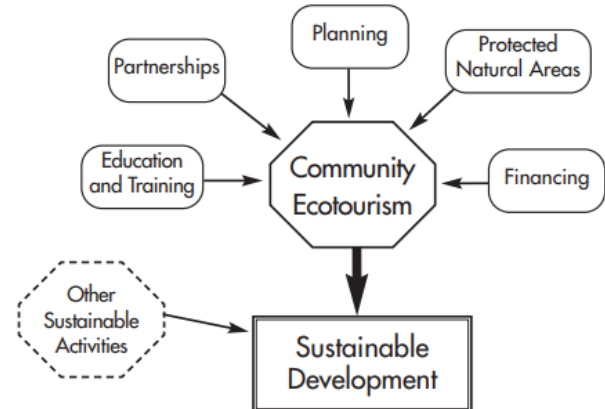 Planning
Partnerships
Protected
Natural Areas
Education
and Training
Community
Ecotourism
Financing
Other
Sustainable
Activities
Sustainable
Development